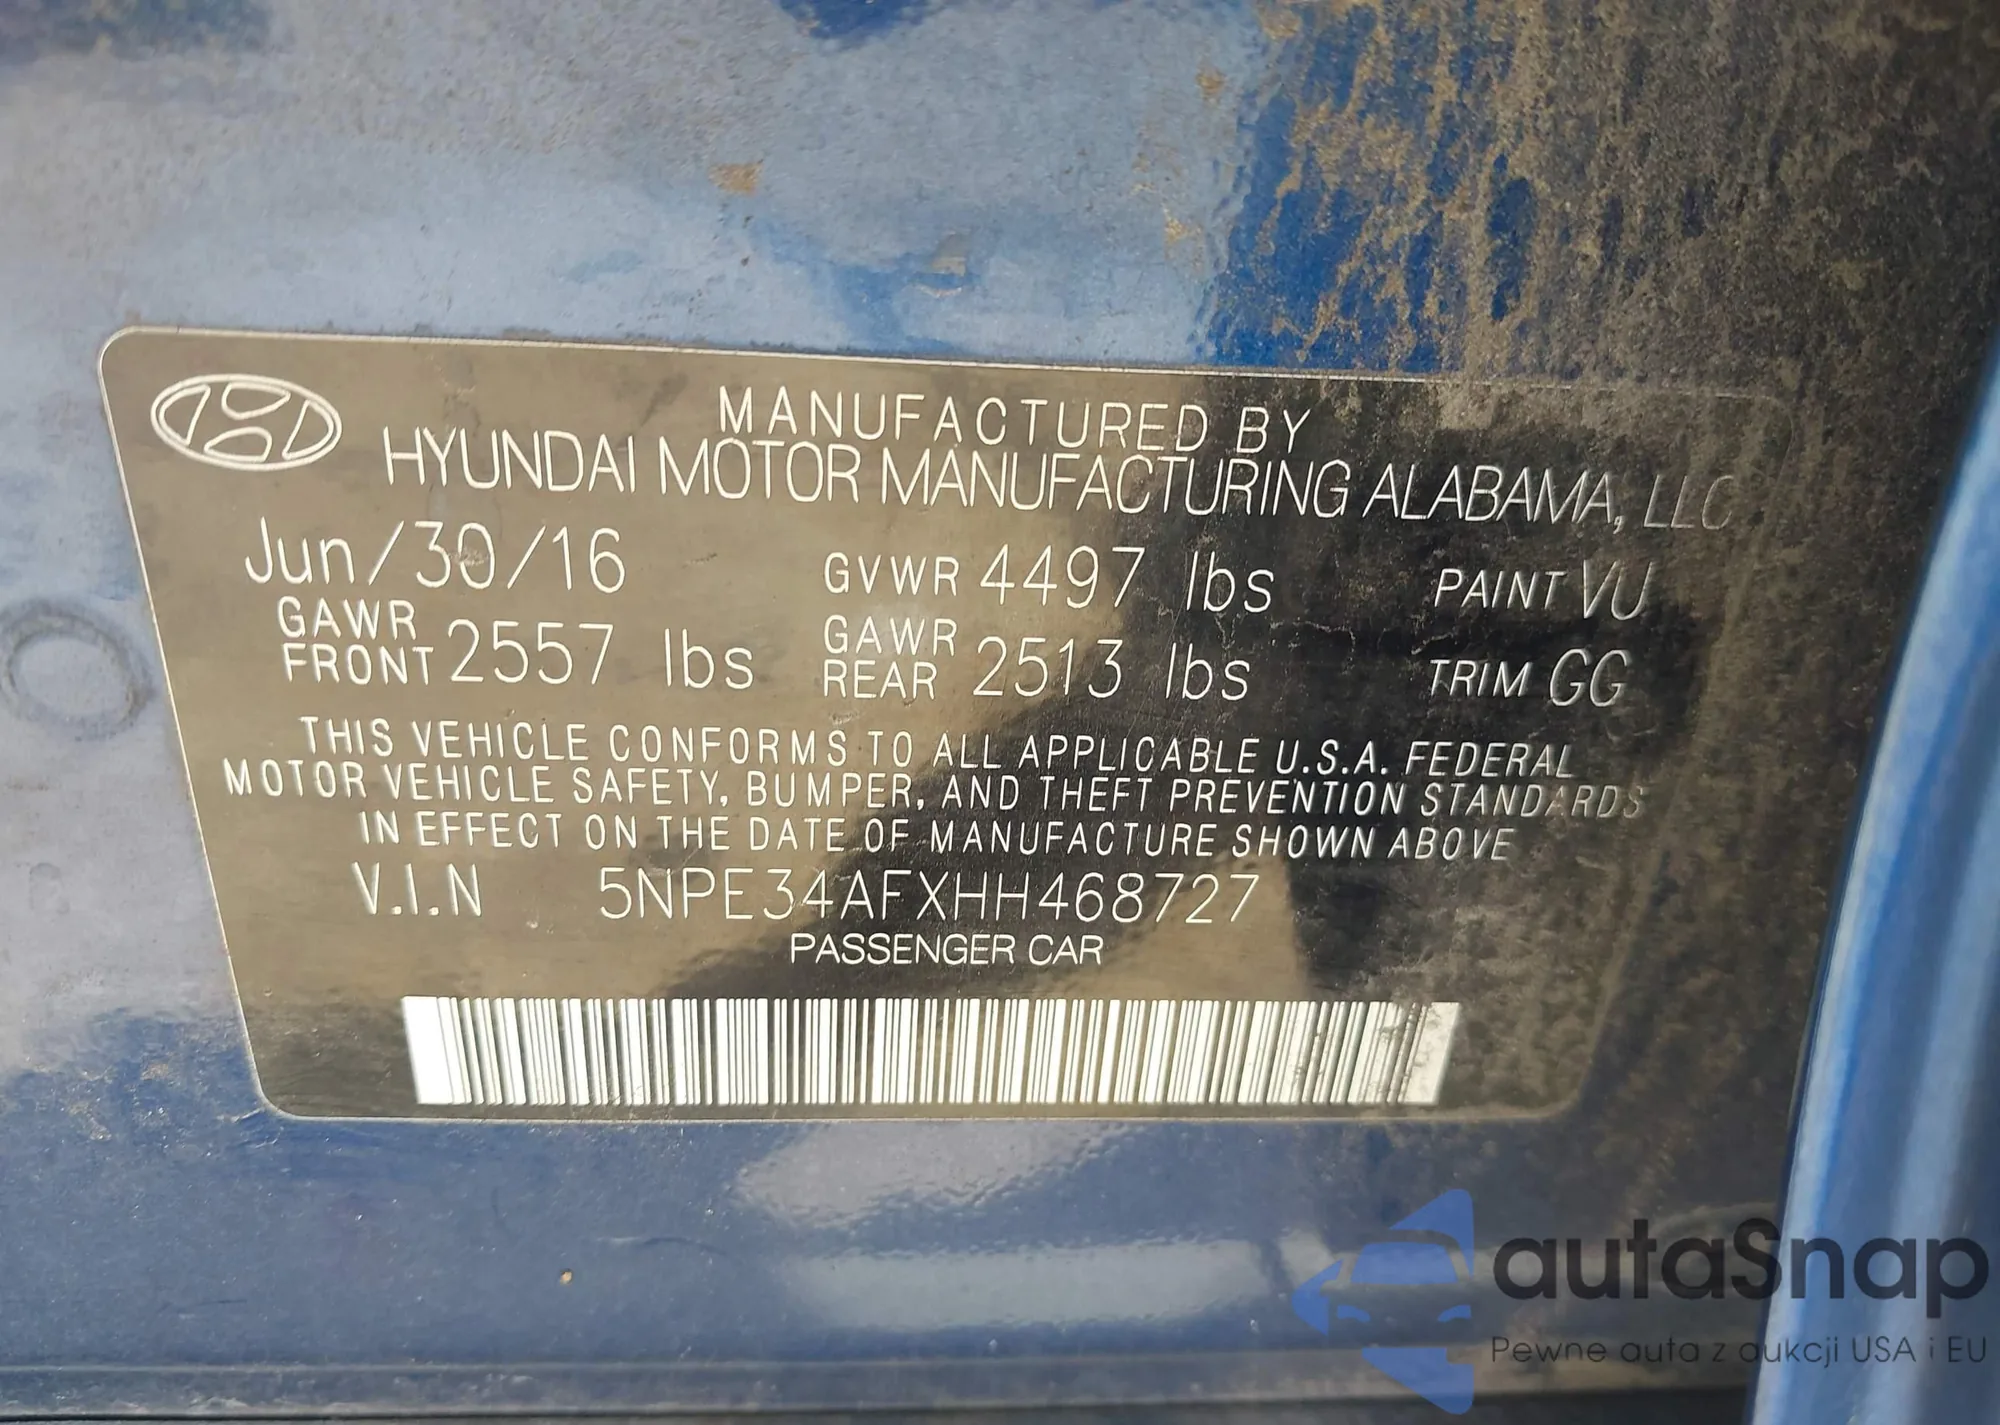 MANUFACTURED BY
HYUNDAI MOTOR MANUFACTURING ALABAMA, LLC
Jun/30/16 GVWR 4497 lbs PAINT VU
GAWR FRONT 2557 lbs GAWR REAR 2513 lbs TRIM GG
THIS VEHICLE CONFORMS TO ALL APPLICABLE U.S.A. FEDERAL
MOTOR VEHICLE SAFETY, BUMPER, AND THEFT PREVENTION STANDARDS
IN EFFECT ON THE DATE OF MANUFACTURE SHOWN ABOVE
V.I.N 5NPE34AFXHH468727
PASSENGER CAR
autaSnap
Pewne auta z aukcji USA i EU